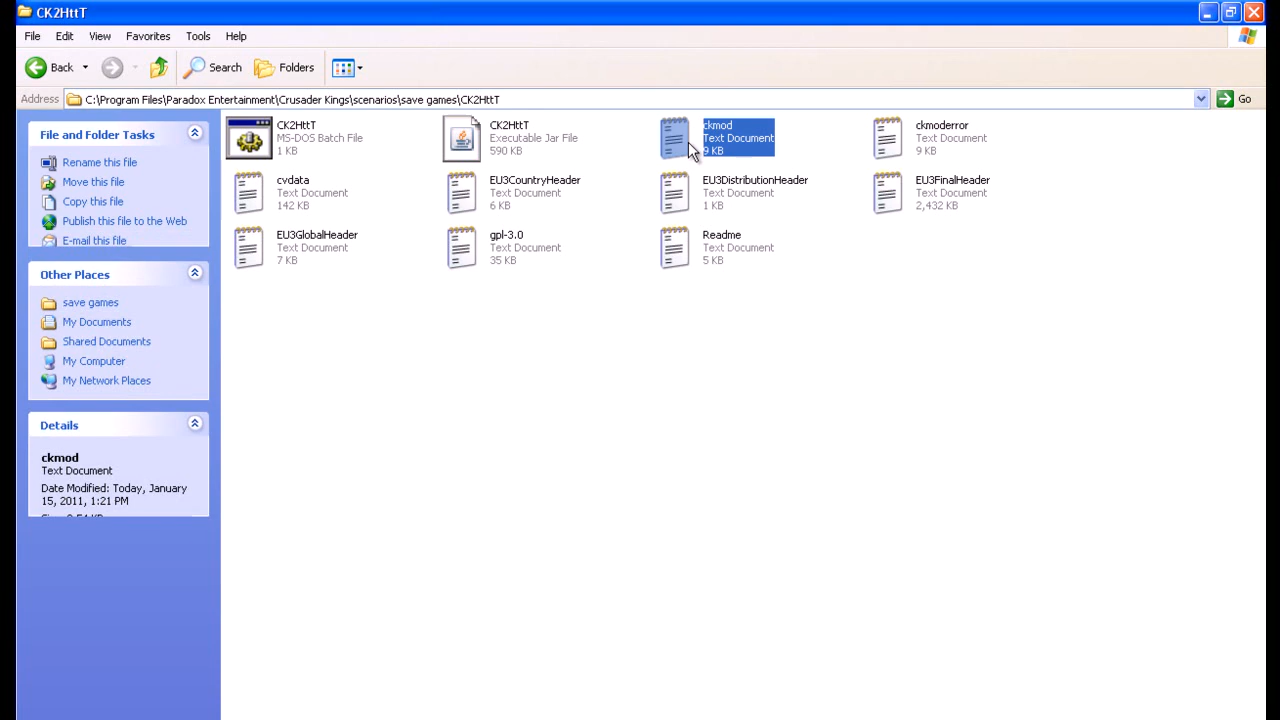 CK2HttT
File Edit View Favorites Tools Help
Back Search Folders
Address C:\Program Files\Paradox Entertainment\Crusader Kings\scenarios\save games\CK2HttT Go
File and Folder Tasks
Rename this file
Move this file
Copy this file
Publish this file to the Web
E-mail this file
Other Places
save games
My Documents
Shared Documents
My Computer
My Network Places
Details
ckmod
Text Document
Date Modified: Today, January
15, 2011, 1:21 PM
CK2HttT
MS-DOS Batch File
1 KB
CK2HttT
Executable Jar File
590 KB
ckmod
Text Document
9 KB
ckmoderror
Text Document
9 KB
cvdata
Text Document
142 KB
EU3CountryHeader
Text Document
6 KB
EU3DistributionHeader
Text Document
1 KB
EU3FinalHeader
Text Document
2,432 KB
EU3GlobalHeader
Text Document
7 KB
gpl-3.0
Text Document
35 KB
Readme
Text Document
5 KB